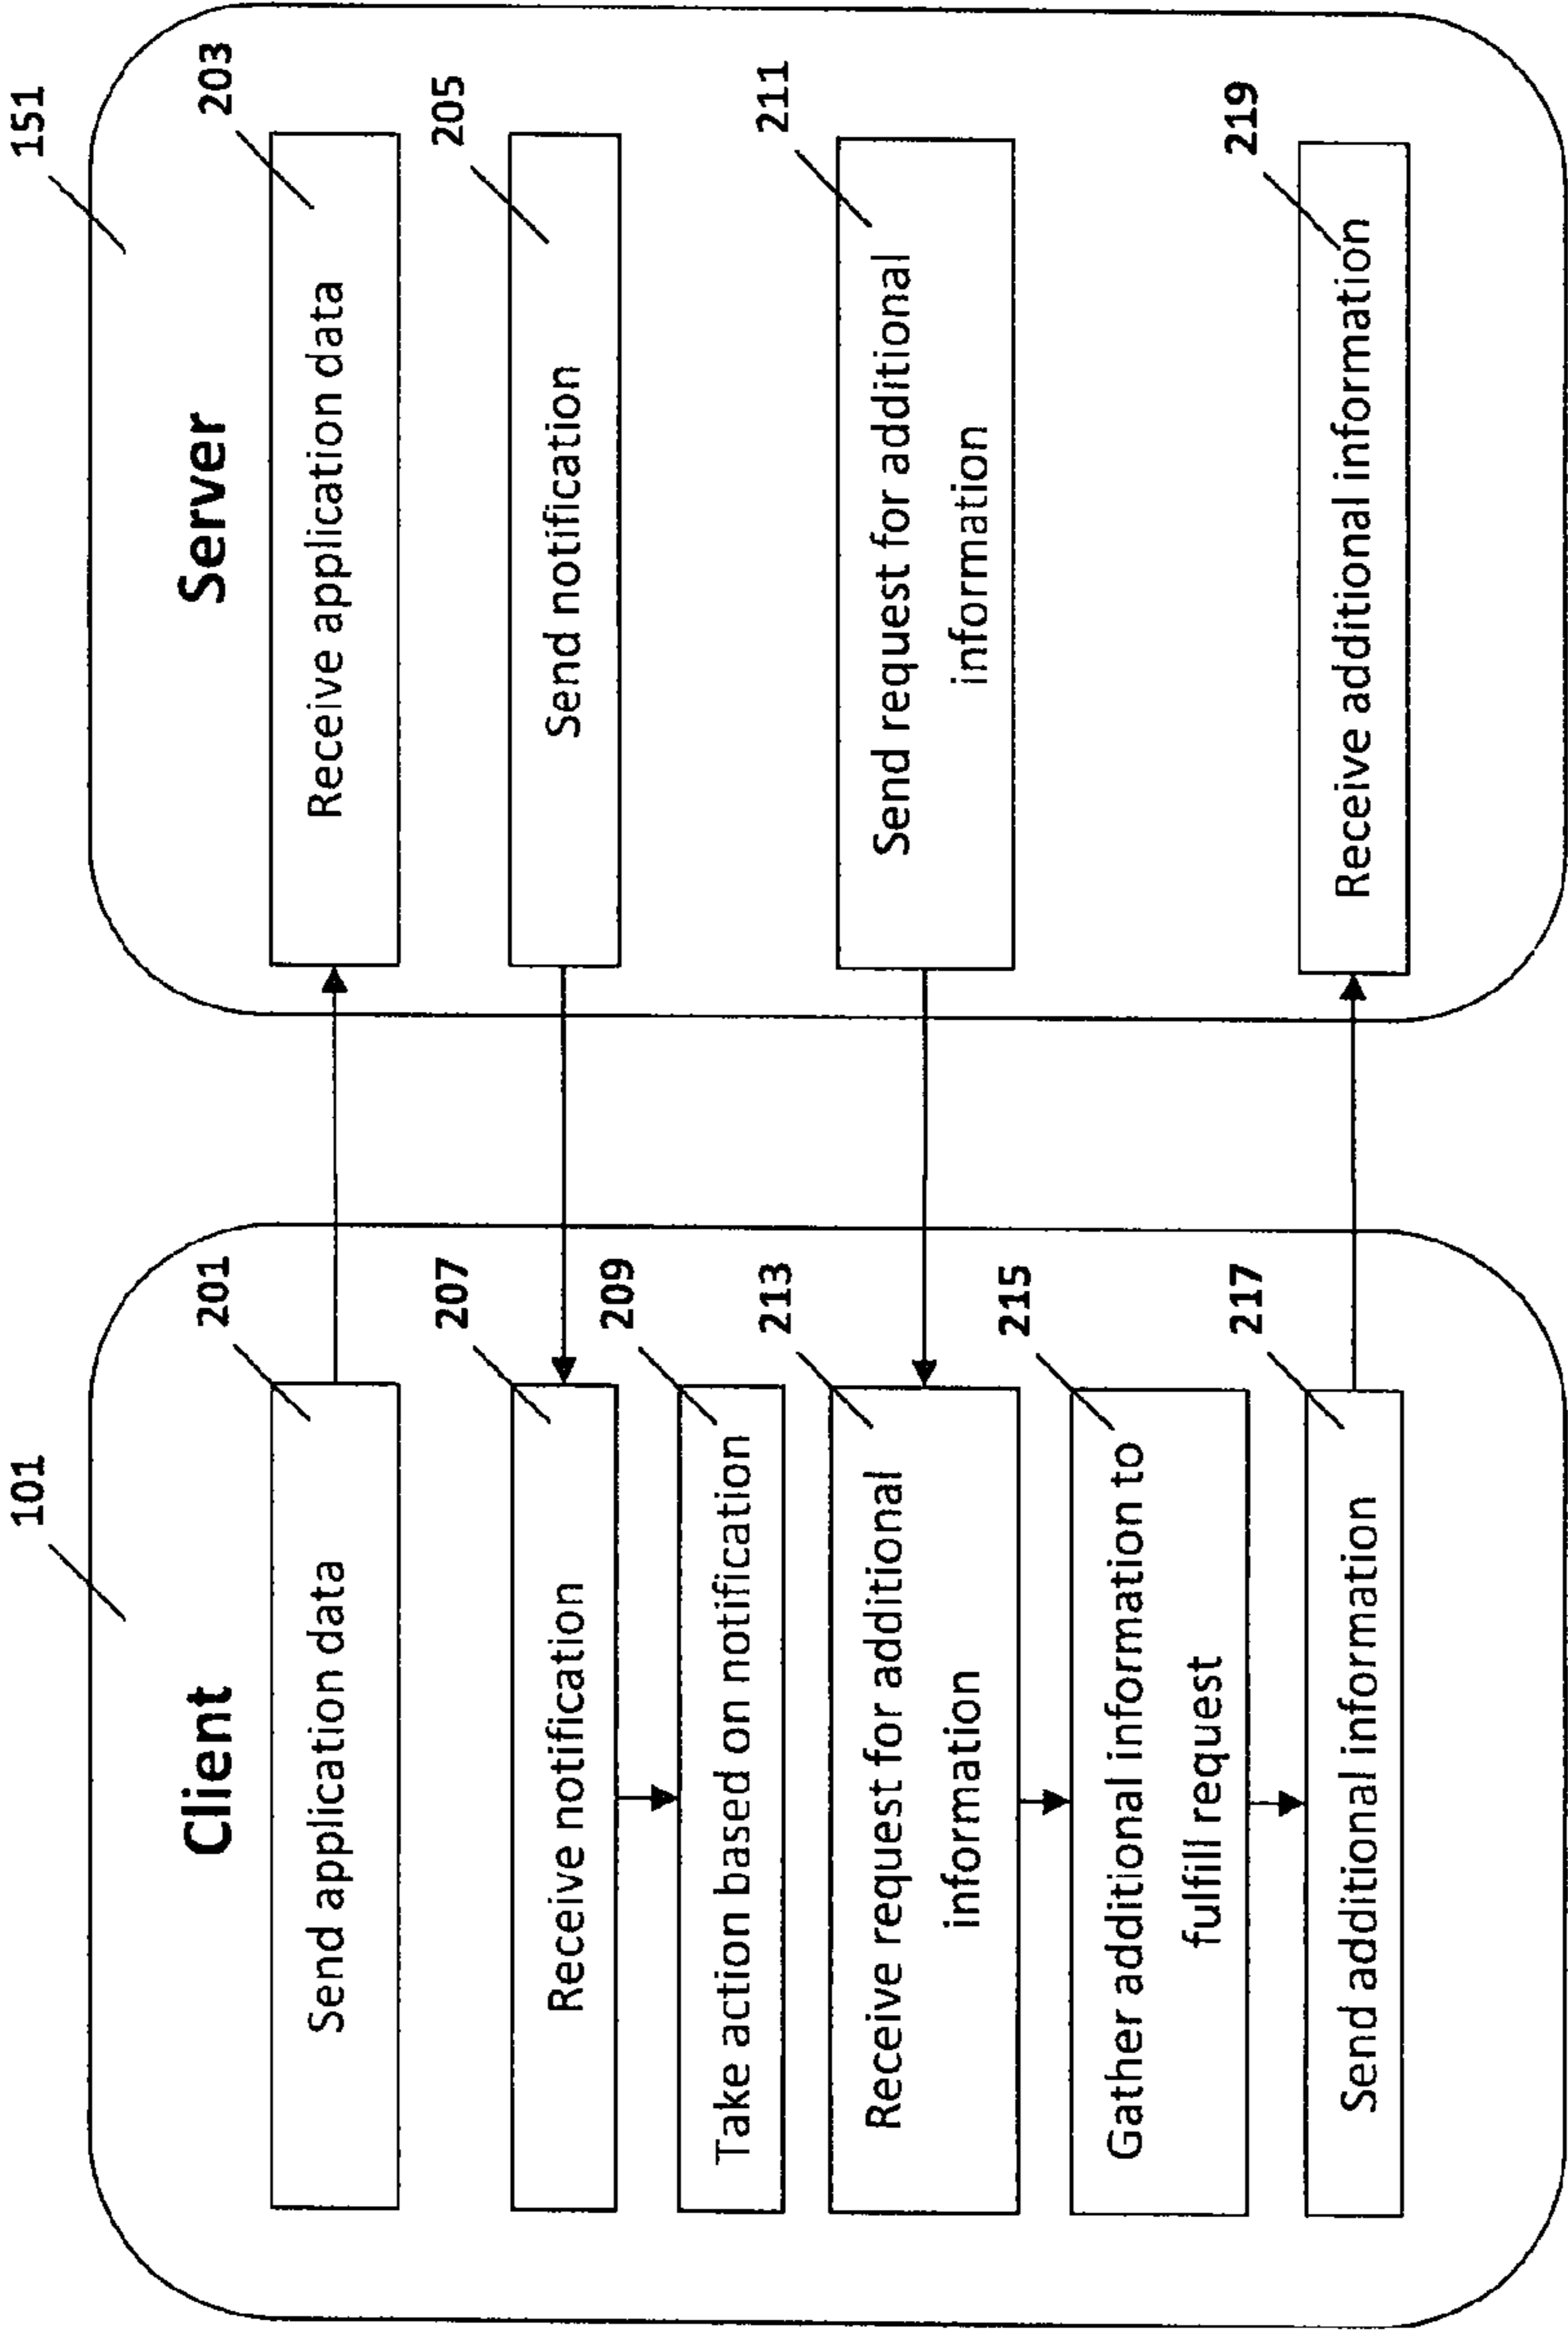 101
Client
201
Send application data
207
Receive notification
209
Take action based on notification
213
Receive request for additional
information
215
Gather additional information to
fulfill request
217
Send additional information
151
Server
203
Receive application data
205
Send notification
211
Send request for additional
information
219
Receive additional information